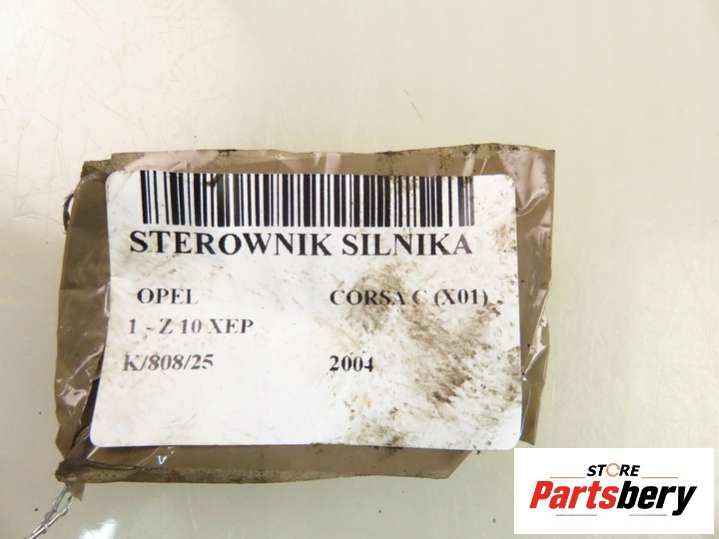 STEROWNIK SILNIKA
OPEL CORSA C (X01)
1 - Z 10 XEP
K/808/25 2004
STORE
Partsbery